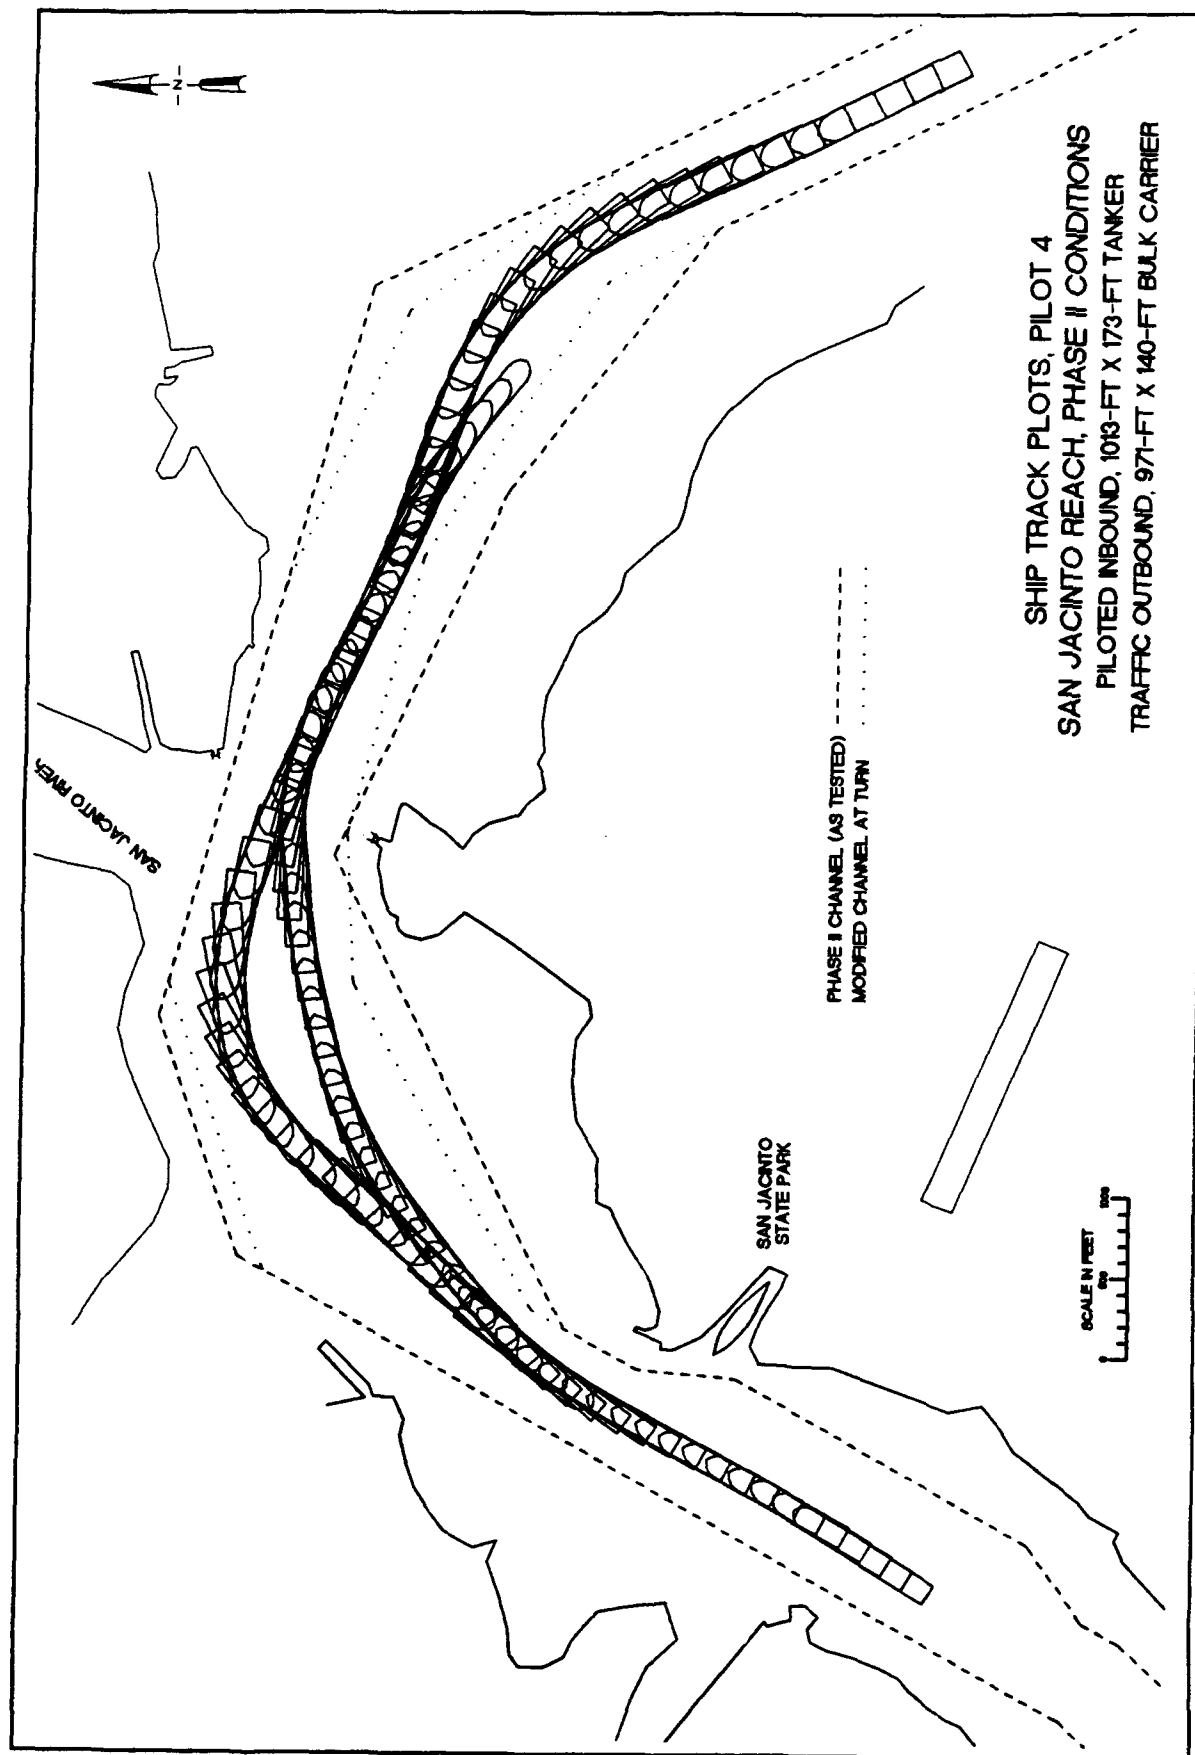 N
SAN JACINTO RIVER
SHIP TRACK PLOTS, PILOT 4
SAN JACINTO REACH, PHASE II CONDITIONS
PILOTED INBOUND, 1013-FT X 173-FT TANKER
TRAFFIC OUTBOUND, 971-FT X 140-FT BULK CARRIER
PHASE II CHANNEL (AS TESTED)
MODIFIED CHANNEL AT TURN
SAN JACINTO
STATE PARK
SCALE IN FEET
0